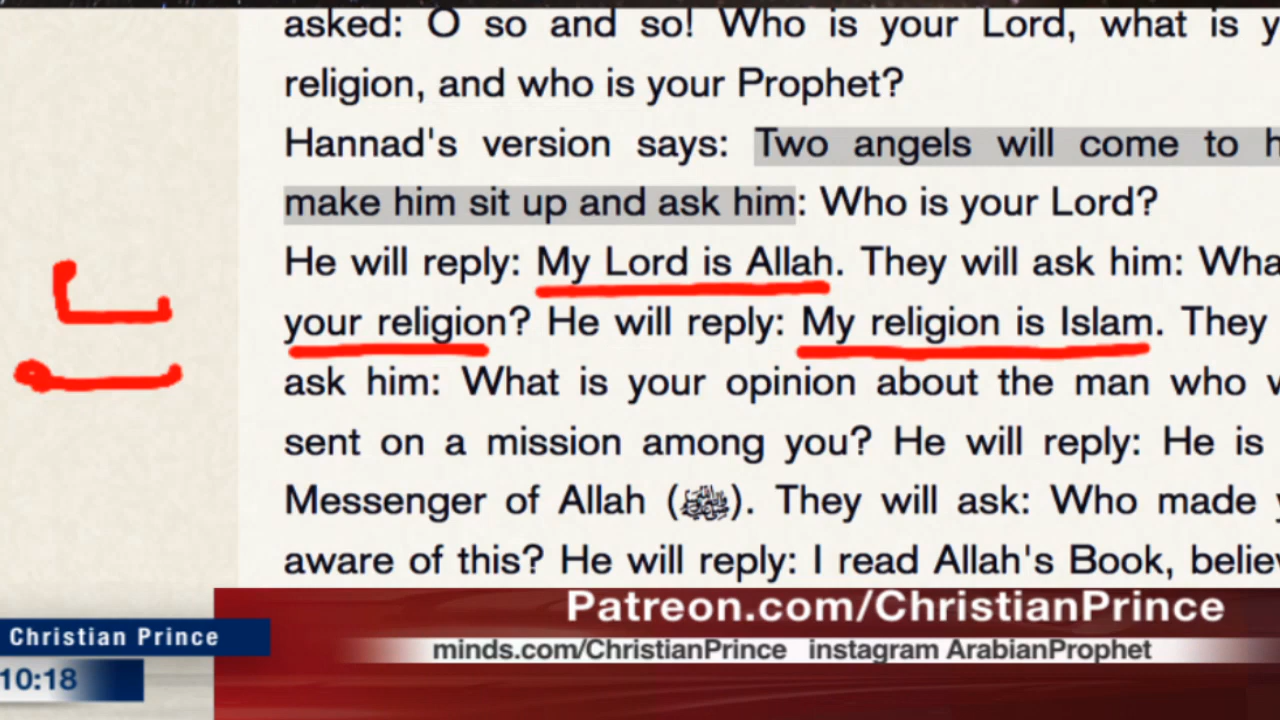 asked: O so and so! Who is your Lord, what is
religion, and who is your Prophet?
Hannad's version says: Two angels will come to
make him sit up and ask him: Who is your Lord?
He will reply: My Lord is Allah. They will ask him:
your religion? He will reply: My religion is Islam. They
ask him: What is your opinion about the man who
sent on a mission among you? He will reply: He is
Messenger of Allah (ﷺ). They will ask: Who made
aware of this? He will reply: I read Allah's Book,
Patreon.com/ChristianPrince
Christian Prince
minds.com/ChristianPrince instagram ArabianProphet
10:18